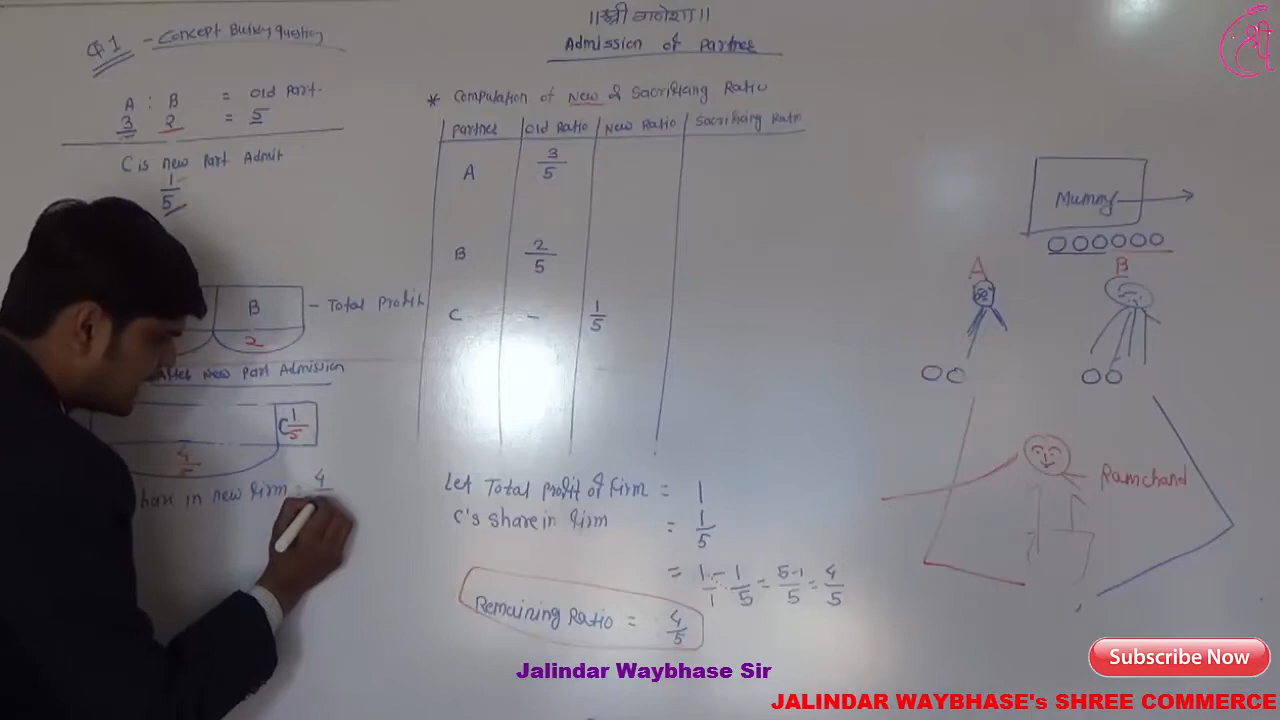 ॥श्री गणेशा॥
Admission of Partner
Q1 - Concept Buixng Question
A : B = Old Part.
3 2 = 5
C is new Part Admit
1/5
B - Total Profit
2
After New Part Admission
C 1/5
4/5
hare in new firm = 4
* Computation of New & Sacrificing Ratio
Partner Old Ratio New Ratio Sacrificing Ratio
A 3/5
B 2/5
C - 1/5
Let Total Profit of Firm = 1
C's share in firm = 1/5
= 1/1 - 1/5 = 5-1/5 = 4/5
Remaining Ratio = 4/5
Mummy
A B
Ramchand
श्री
Subscribe Now
Jalindar Waybhase Sir
JALINDAR WAYBHASE's SHREE COMMERCE